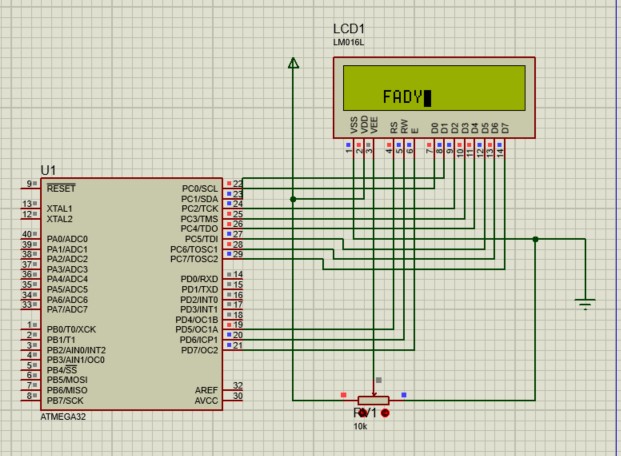 LCD1
LM016L
FADY
VSS VDD VEE RS RW E D0 D1 D2 D3 D4 D5 D6 D7
1 2 3 4 5 6 7 8 9 10 11 12 13 14
U1
9 RESET PC0/SCL 22
PC1/SDA 23
13 XTAL1 PC2/TCK 24
12 XTAL2 PC3/TMS 25
PC4/TDO 26
40 PA0/ADC0 PC5/TDI 27
39 PA1/ADC1 PC6/TOSC1 28
38 PA2/ADC2 PC7/TOSC2 29
37 PA3/ADC3
36 PA4/ADC4 PD0/RXD 14
35 PA5/ADC5 PD1/TXD 15
34 PA6/ADC6 PD2/INT0 16
33 PA7/ADC7 PD3/INT1 17
PD4/OC1B 18
1 PB0/T0/XCK PD5/OC1A 19
2 PB1/T1 PD6/ICP1 20
3 PB2/AIN0/INT2 PD7/OC2 21
4 PB3/AIN1/OC0
5 PB4/SS
6 PB5/MOSI
7 PB6/MISO AREF 32
8 PB7/SCK AVCC 30
ATMEGA32
RV1
10k